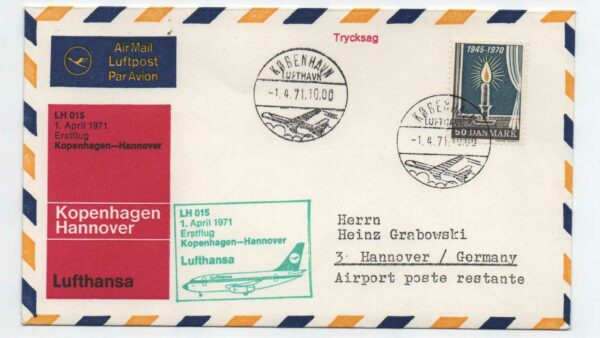 Air Mail
Luftpost
Par Avion
LH 015
1. April 1971
Erstflug
Kopenhagen—Hannover
Kopenhagen
Hannover
Lufthansa
Trycksag
KØBENHAVN
LUFTHAVN
-1.4.71.10.00
1945-1970
60 DANMARK
KØBENHAVN
LUFTHAVN
-1.4.71.10.00
LH 015
1. April 1971
Erstflug
Kopenhagen—Hannover
Lufthansa
Lufthansa
Herrn
Heinz Grabowski
3 Hannover / Germany
Airport poste restante